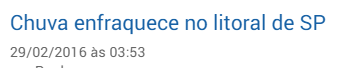 Chuva enfraquece no litoral de SP
29/02/2016 às 03:53